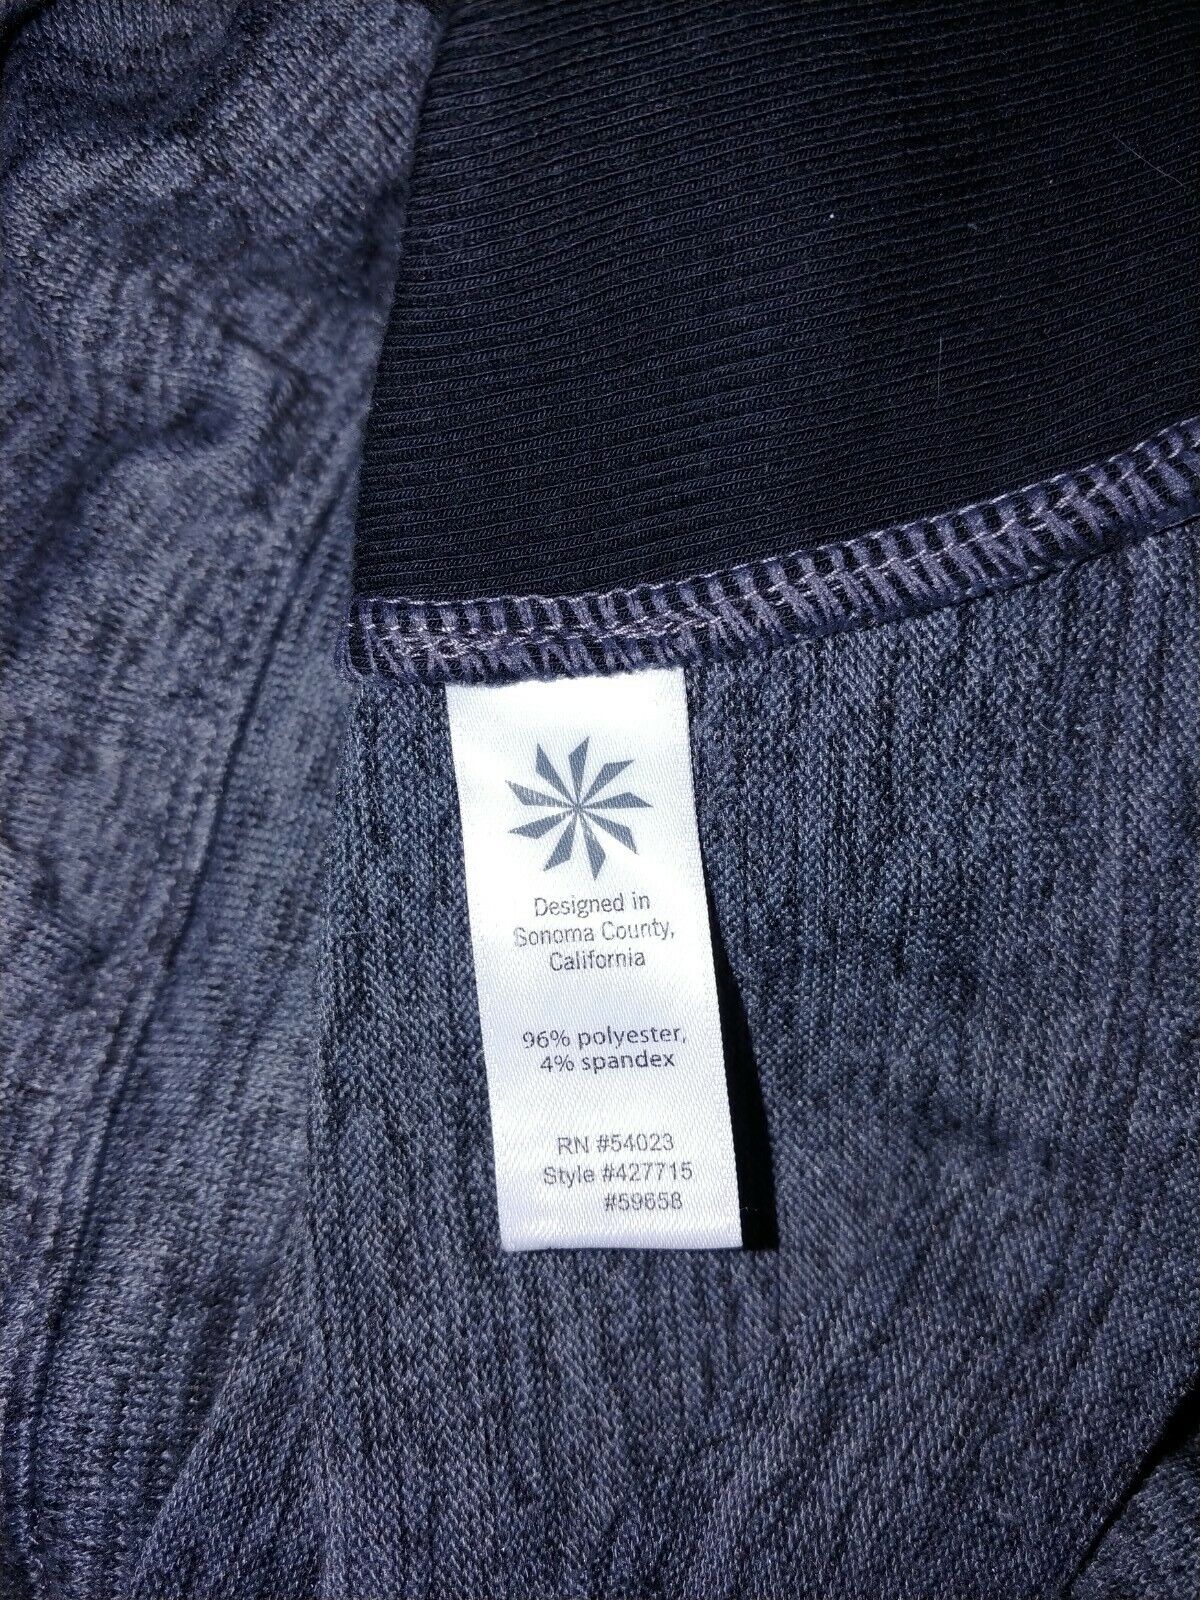 Designed in
Sonoma County,
California
96% polyester,
4% spandex
RN #54023
Style #427715
#59658